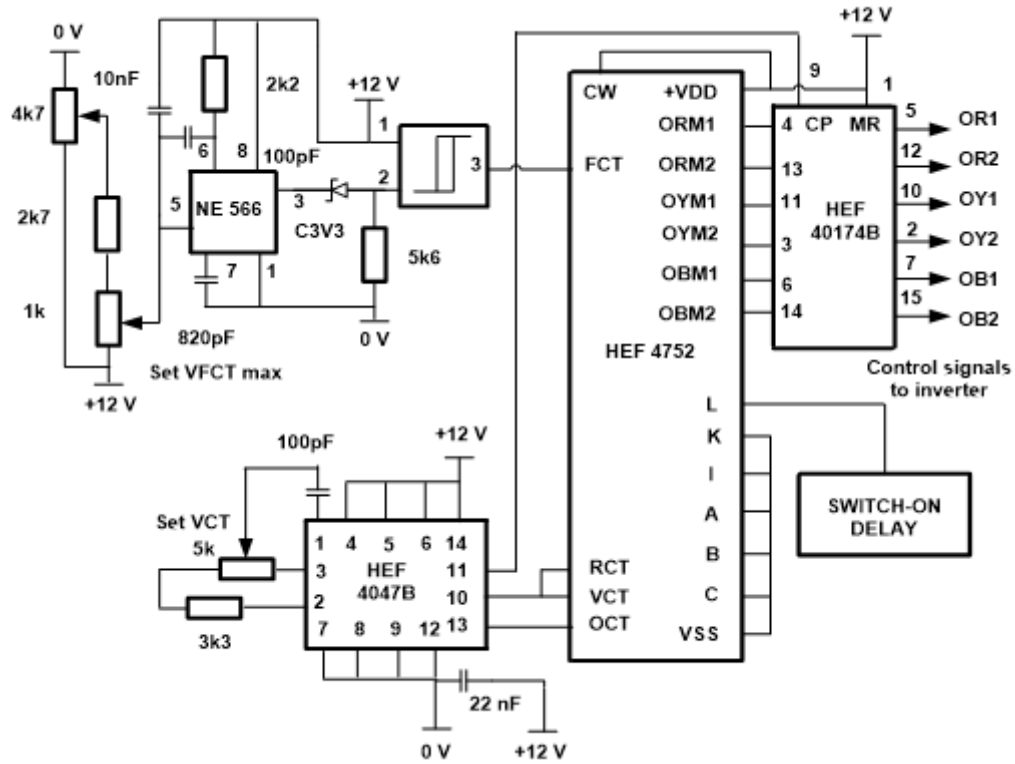 0 V
10nF
4k7
2k7
1k
+12 V
2k2
6
8
100pF
5
NE 566
3
C3V3
7
1
820pF
Set VFCT max
5k6
0 V
+12 V
1
2
3
CW
+VDD
ORM1
FCT
ORM2
OYM1
OYM2
OBM1
OBM2
HEF 4752
L
K
I
A
B
C
VSS
RCT
VCT
OCT
+12 V
9
1
4
CP
MR
13
11
3
6
14
HEF
40174B
5
OR1
12
OR2
10
OY1
2
OY2
7
OB1
15
OB2
Control signals
to inverter
SWITCH-ON
DELAY
100pF
+12 V
Set VCT
5k
3k3
1
4
5
6
14
3
HEF
4047B
11
2
10
13
7
8
9
12
22 nF
0 V
+12 V